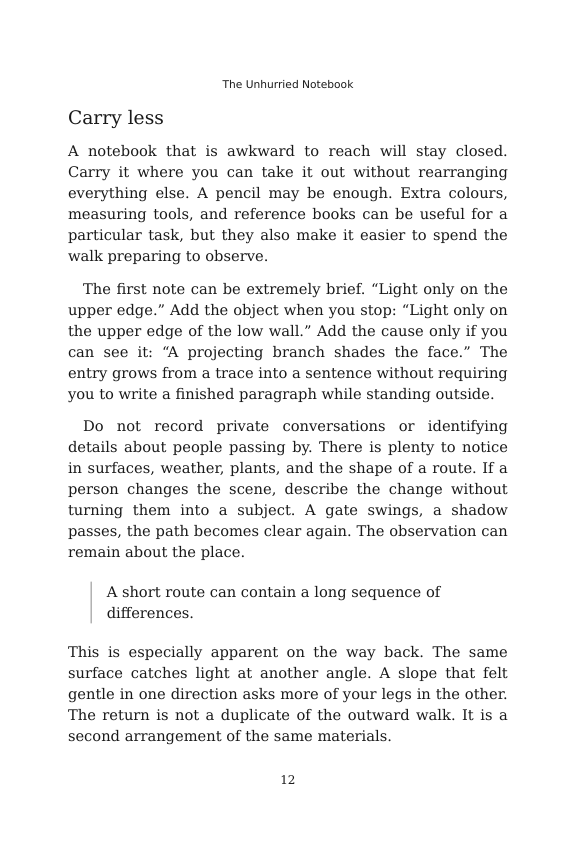 The Unhurried Notebook
Carry less
A notebook that is awkward to reach will stay closed.
Carry it where you can take it out without rearranging
everything else. A pencil may be enough. Extra colours,
measuring tools, and reference books can be useful for a
particular task, but they also make it easier to spend the
walk preparing to observe.
The first note can be extremely brief. “Light only on the
upper edge.” Add the object when you stop: “Light only on
the upper edge of the low wall.” Add the cause only if you
can see it: “A projecting branch shades the face.” The
entry grows from a trace into a sentence without requiring
you to write a finished paragraph while standing outside.
Do not record private conversations or identifying
details about people passing by. There is plenty to notice
in surfaces, weather, plants, and the shape of a route. If a
person changes the scene, describe the change without
turning them into a subject. A gate swings, a shadow
passes, the path becomes clear again. The observation can
remain about the place.
A short route can contain a long sequence of
differences.
This is especially apparent on the way back. The same
surface catches light at another angle. A slope that felt
gentle in one direction asks more of your legs in the other.
The return is not a duplicate of the outward walk. It is a
second arrangement of the same materials.
12